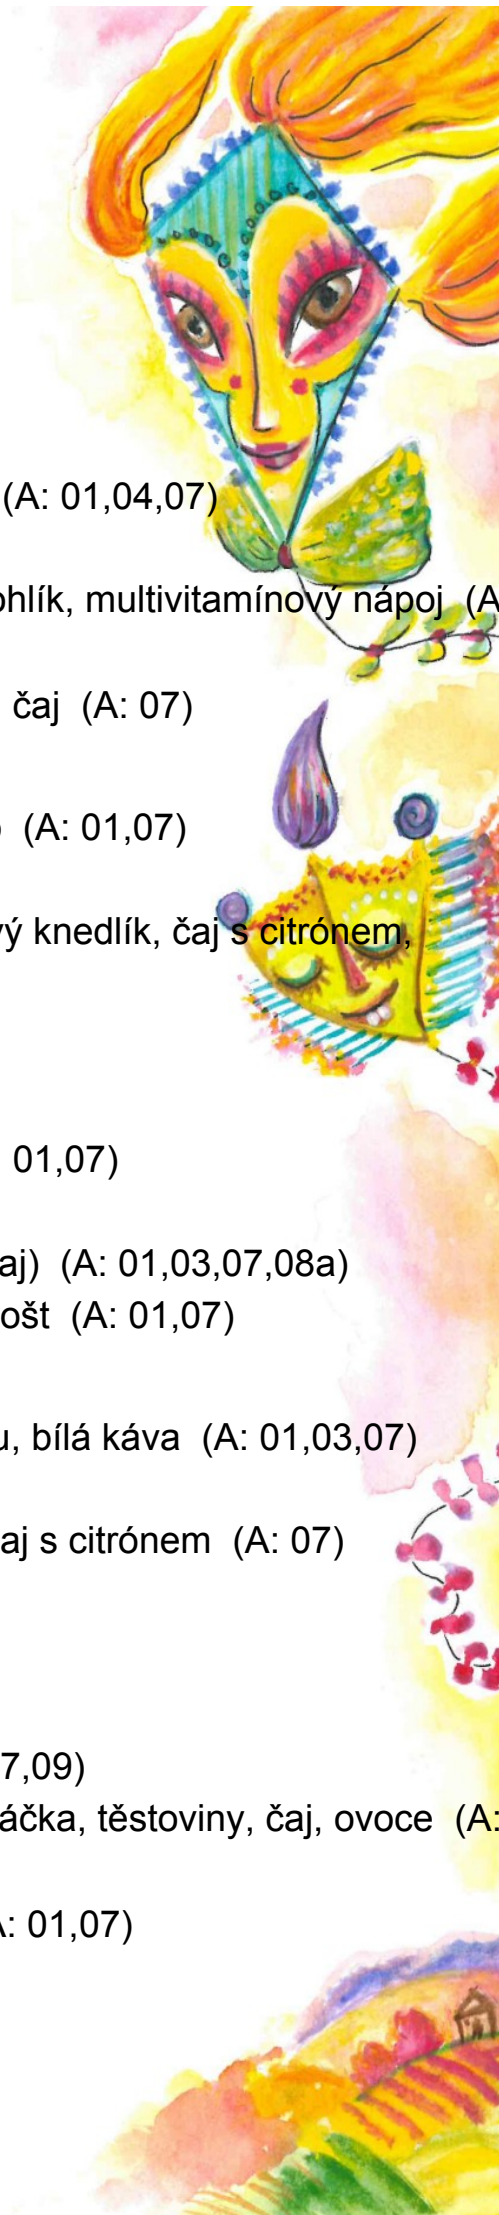 (A: 01,04,07)
ohlík, multivitamínový nápoj (A
čaj (A: 07)
(A: 01,07)
vý knedlík, čaj s citrónem,
01,07)
aj) (A: 01,03,07,08a)
ošt (A: 01,07)
u, bílá káva (A: 01,03,07)
aj s citrónem (A: 07)
7,09)
áčka, těstoviny, čaj, ovoce (A:
A: 01,07)